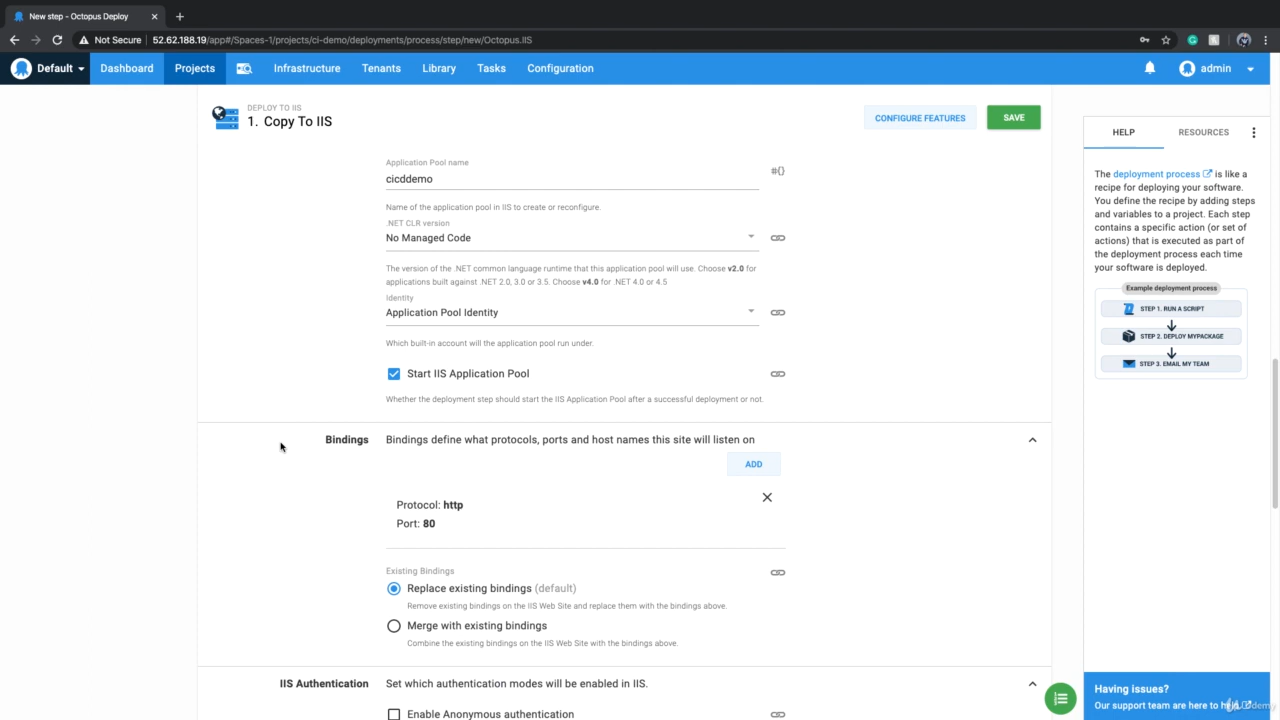 New step - Octopus Deploy
Not Secure
52.62.188.19/app#/Spaces-1/projects/ci-demo/deployments/process/step/new/Octopus.IIS
Default
Dashboard
Projects
Infrastructure
Tenants
Library
Tasks
Configuration
admin
DEPLOY TO IIS
1. Copy To IIS
CONFIGURE FEATURES
SAVE
Application Pool name
cicddemo
#{}
Name of the application pool in IIS to create or reconfigure.
.NET CLR version
No Managed Code
The version of the .NET common language runtime that this application pool will use. Choose v2.0 for
applications built against .NET 2.0, 3.0 or 3.5. Choose v4.0 for .NET 4.0 or 4.5
Identity
Application Pool Identity
Which built-in account will the application pool run under.
Start IIS Application Pool
Whether the deployment step should start the IIS Application Pool after a successful deployment or not.
Bindings
Bindings define what protocols, ports and host names this site will listen on
ADD
Protocol: http
Port: 80
Existing Bindings
Replace existing bindings (default)
Remove existing bindings on the IIS Web Site and replace them with the bindings above.
Merge with existing bindings
Combine the existing bindings on the IIS Web Site with the bindings above.
IIS Authentication
Set which authentication modes will be enabled in IIS.
Enable Anonymous authentication
HELP
RESOURCES
The deployment process is like a
recipe for deploying your software.
You define the recipe by adding steps
and variables to a project. Each step
contains a specific action (or set of
actions) that is executed as part of
the deployment process each time
your software is deployed.
Example deployment process
STEP 1. RUN A SCRIPT
STEP 2. DEPLOY MYPACKAGE
STEP 3. EMAIL MY TEAM
Having issues?
Our support team are here to